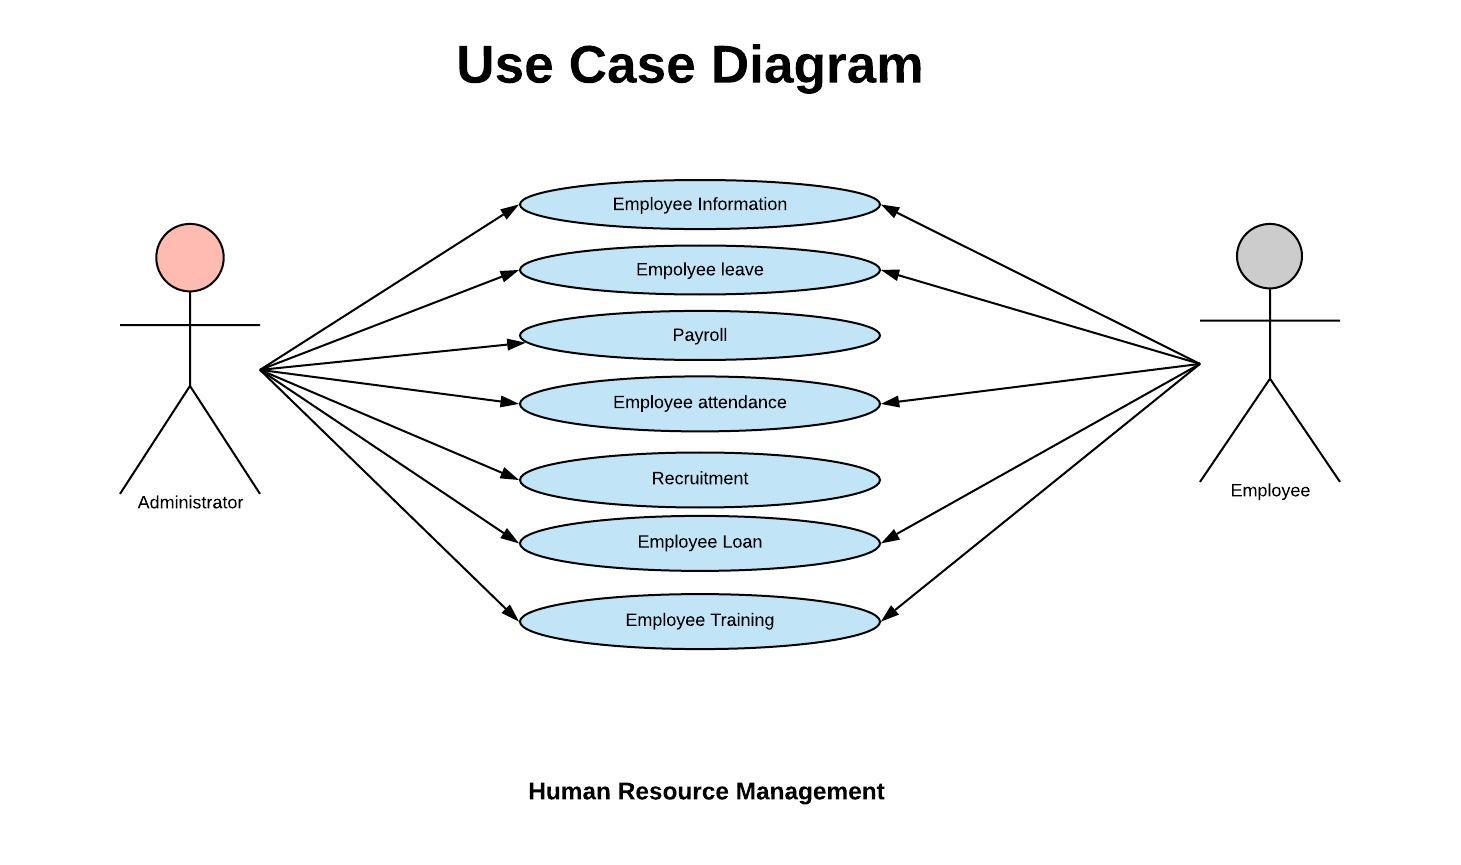 Use Case Diagram
Employee Information
Empolyee leave
Payroll
Employee attendance
Recruitment
Employee Loan
Employee Training
Administrator
Employee
Human Resource Management